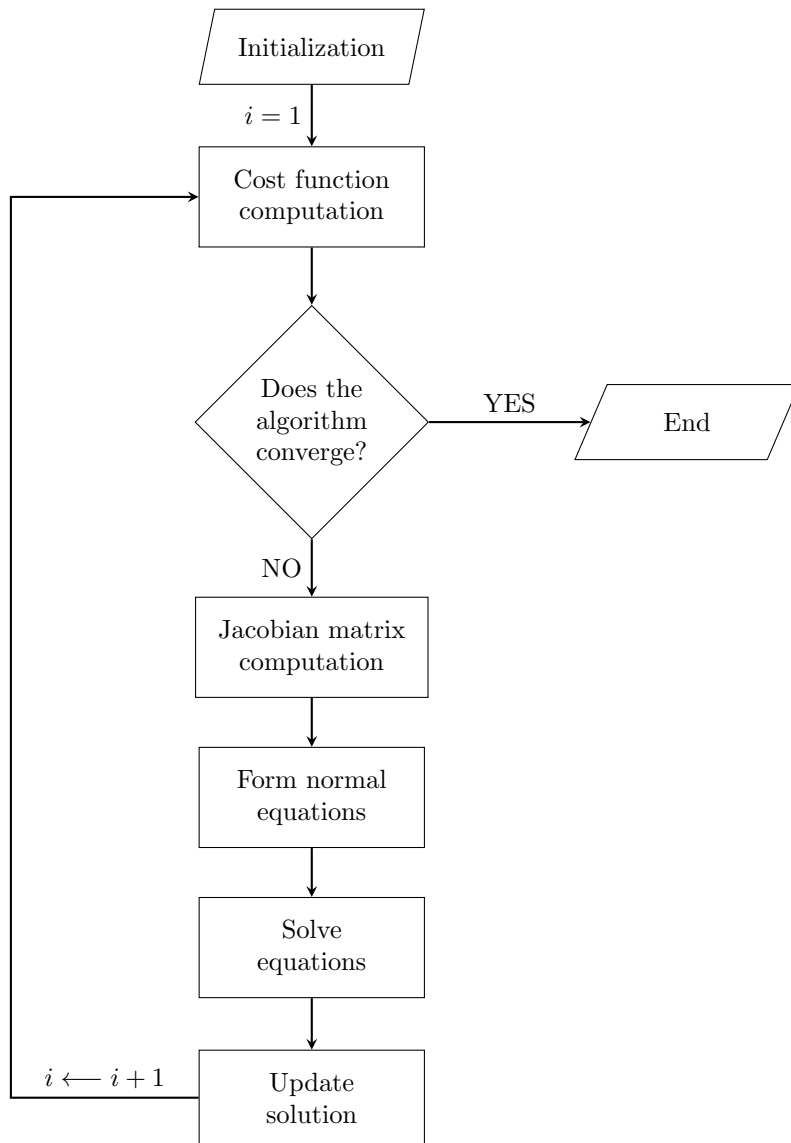 Initialization
i = 1
Cost function
computation
Does the
algorithm
converge?
YES
End
NO
Jacobian matrix
computation
Form normal
equations
Solve
equations
i ⟵ i + 1
Update
solution